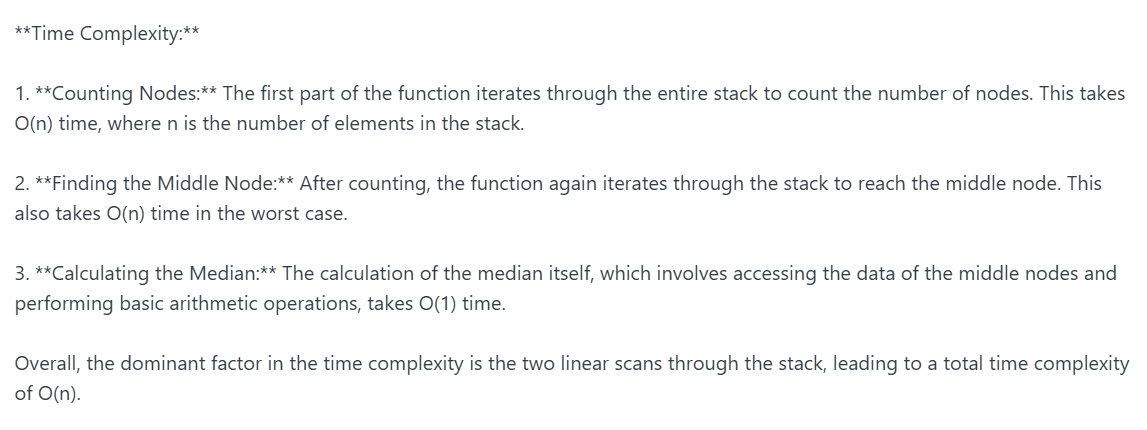 **Time Complexity:**
1. **Counting Nodes:** The first part of the function iterates through the entire stack to count the number of nodes. This takes
O(n) time, where n is the number of elements in the stack.
2. **Finding the Middle Node:** After counting, the function again iterates through the stack to reach the middle node. This
also takes O(n) time in the worst case.
3. **Calculating the Median:** The calculation of the median itself, which involves accessing the data of the middle nodes and
performing basic arithmetic operations, takes O(1) time.
Overall, the dominant factor in the time complexity is the two linear scans through the stack, leading to a total time complexity
of O(n).